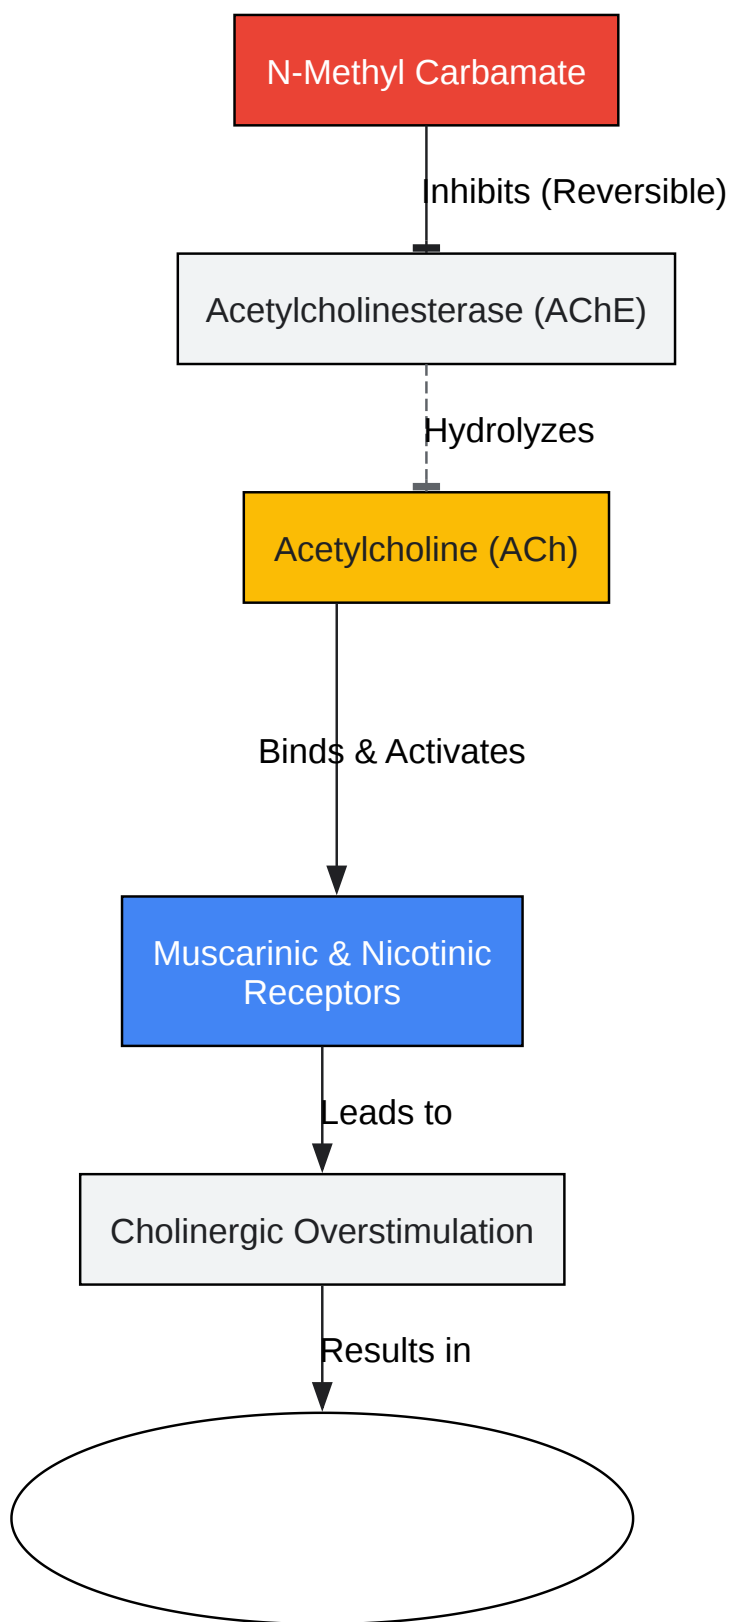 N-Methyl Carbamate
Inhibits (Reversible)
Acetylcholinesterase (AChE)
Hydrolyzes
Acetylcholine (ACh)
Binds & Activates
Muscarinic & Nicotinic
Receptors
Leads to
Cholinergic Overstimulation
Results in